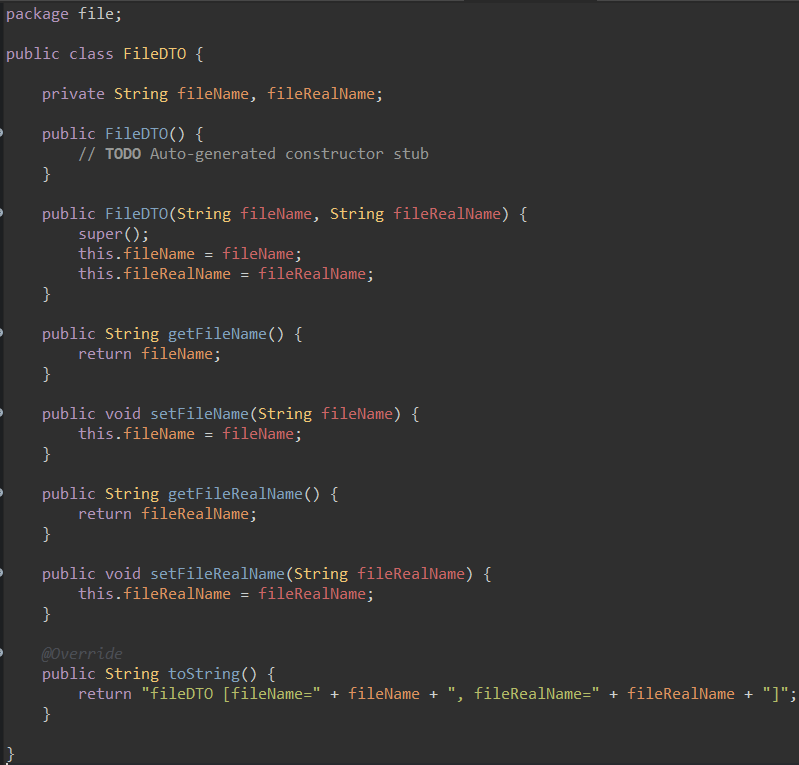 package file;
public class FileDTO {
private String fileName, fileRealName;
public FileDTO() {
// TODO Auto-generated constructor stub
}
public FileDTO(String fileName, String fileRealName) {
super();
this.fileName = fileName;
this.fileRealName = fileRealName;
}
public String getFileName() {
return fileName;
}
public void setFileName(String fileName) {
this.fileName = fileName;
}
public String getFileRealName() {
return fileRealName;
}
public void setFileRealName(String fileRealName) {
this.fileRealName = fileRealName;
}
@Override
public String toString() {
return "fileDTO [fileName=" + fileName + ", fileRealName=" + fileRealName + "]";
}
}